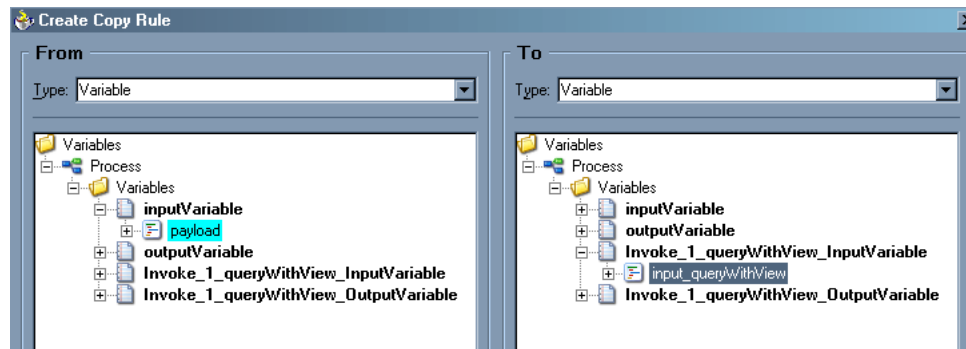 Create Copy Rule
From
Type: Variable
Variables
Process
Variables
inputVariable
payload
outputVariable
Invoke_1_queryWithView_InputVariable
Invoke_1_queryWithView_OutputVariable
To
Type: Variable
Variables
Process
Variables
inputVariable
outputVariable
Invoke_1_queryWithView_InputVariable
input_queryWithView
Invoke_1_queryWithView_OutputVariable